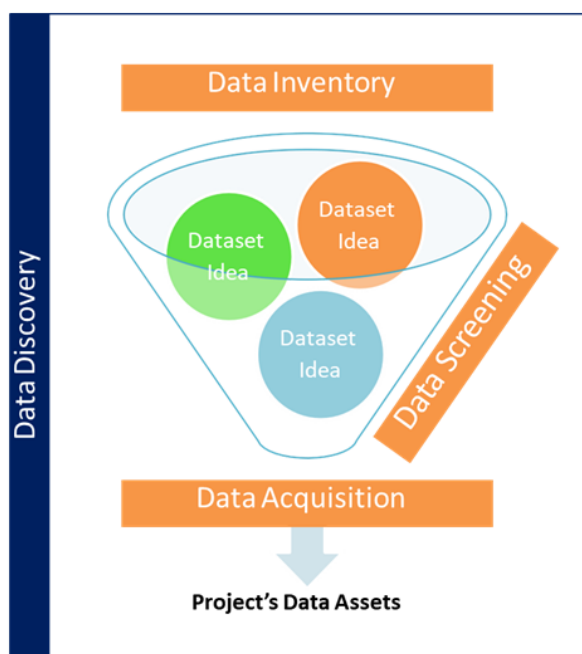 Data Discovery
Data Inventory
Dataset
Idea
Dataset
Idea
Dataset
Idea
Data Screening
Data Acquisition
Project’s Data Assets